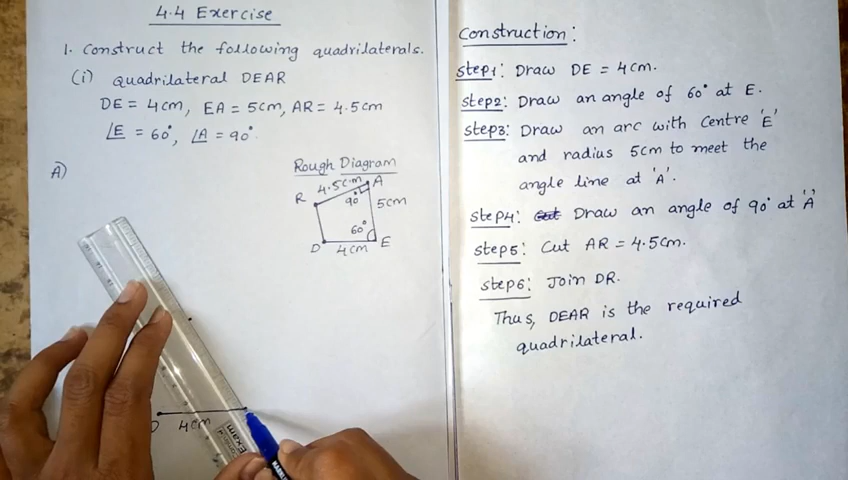 4.4 Exercise
1. Construct the following quadrilaterals.
(i) quadrilateral DEAR
DE = 4cm, EA = 5cm, AR = 4.5cm
∠E = 60°, ∠A = 90°.
A)
Rough Diagram
4.5cm A
R
90°
5cm
60°
D 4cm E
D 4cm
Exam
Construction:
step1: Draw DE = 4cm.
step2: Draw an angle of 60° at E.
step3: Draw an arc with centre 'E'
and radius 5cm to meet the
angle line at 'A'.
step4: Cut Draw an angle of 90° at 'A'
step5: Cut AR = 4.5cm.
step6: Join DR.
Thus, DEAR is the required
quadrilateral.